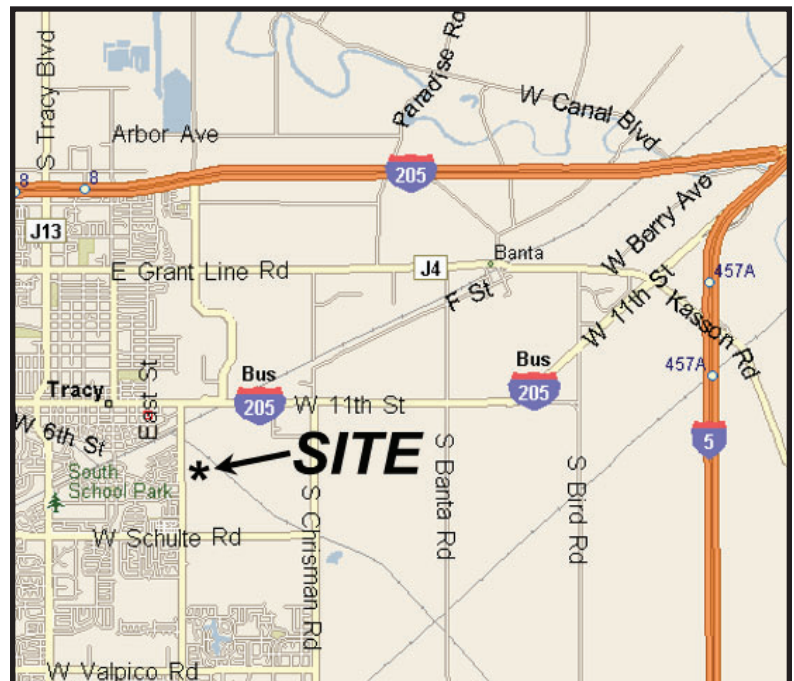 S Tracy Blvd
Paradise Ro
W Canal Blvd
Arbor Ave
8
8
205
W Berry Ave
J13
Banta
E Grant Line Rd
J4
457A
F St
W 11th St
Kasson Rd
Bus
205
Bus
205
457A
East St
Tracy
W 11th St
W 6th St
5
* SITE
South
School Park
S Chrisman Rd
S Banta Rd
S Bird Rd
W Schulte Rd
W Valpico Rd